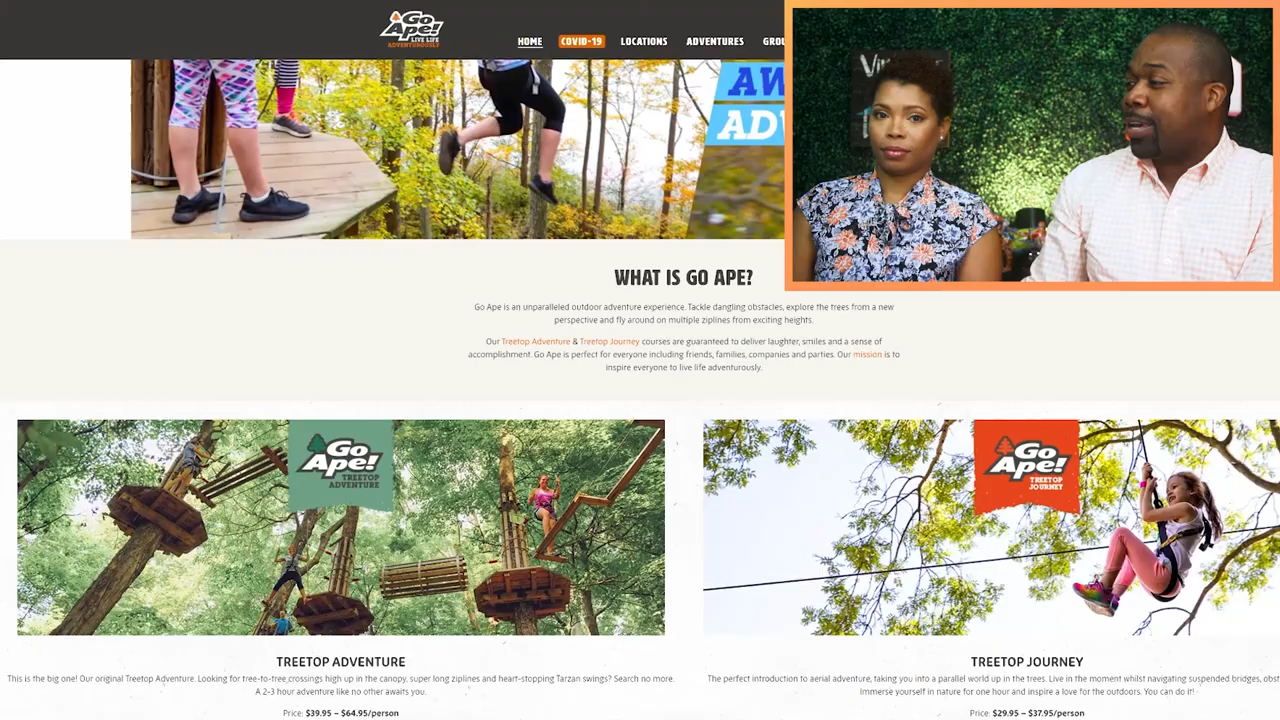 Go
Ape!
LIVE LIFE
ADVENTUROUSLY
HOME COVID-19 LOCATIONS ADVENTURES GROU
AW
ADV
WHAT IS GO APE?
Go Ape is an unparalleled outdoor adventure experience. Tackle dangling obstacles, explore the trees from a new
perspective and fly around on multiple ziplines from exciting heights.
Our Treetop Adventure & Treetop Journey courses are guaranteed to deliver laughter, smiles and a sense of
accomplishment. Go Ape is perfect for everyone including friends, families, companies and parties. Our mission is to
inspire everyone to live life adventurously.
Go
Ape!
TREETOP
ADVENTURE
Go
Ape!
TREETOP
JOURNEY
TREETOP ADVENTURE
This is the big one! Our original Treetop Adventure. Looking for tree-to-tree crossings high up in the canopy, super long ziplines and heart-stopping Tarzan swings? Search no more.
A 2-3 hour adventure like no other awaits you.
Price: $39.95 – $64.95/person
TREETOP JOURNEY
The perfect introduction to aerial adventure, taking you into a parallel world up in the trees. Live in the moment whilst navigating suspended bridges, obst
Immerse yourself in nature for one hour and inspire a love for the outdoors. You can do it!
Price: $29.95 – $37.95/person